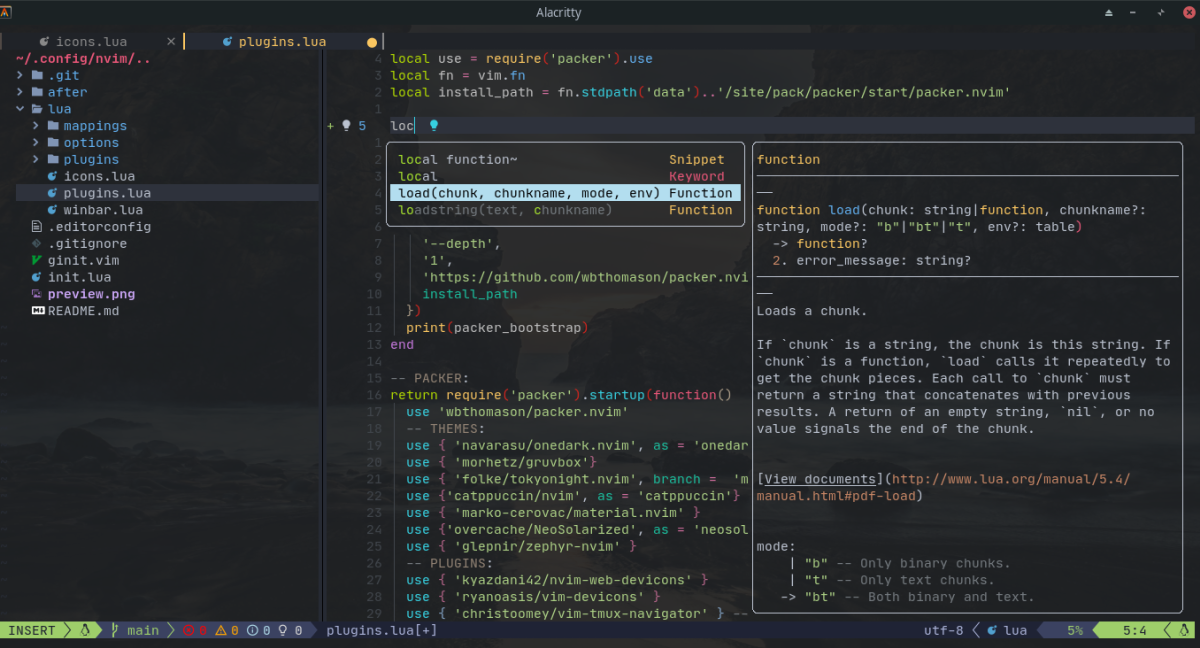 Alacritty
icons.lua
plugins.lua
~/.config/nvim/..
.git
after
lua
mappings
options
plugins
icons.lua
plugins.lua
winbar.lua
.editorconfig
.gitignore
ginit.vim
init.lua
preview.png
README.md
4 local use = require('packer').use
3 local fn = vim.fn
2 local install_path = fn.stdpath('data')..'/site/pack/packer/start/packer.nvim'
1
+ 5 loc
1
2 local function~ Snippet
3 local Keyword
4 load(chunk, chunkname, mode, env) Function
5 loadstring(text, chunkname) Function
7 '--depth',
8 '1',
9 'https://github.com/wbthomason/packer.nvi
10 install_path
11 })
12 print(packer_bootstrap)
13 end
14
15 -- PACKER:
16 return require('packer').startup(function()
17 use 'wbthomason/packer.nvim'
18 -- THEMES:
19 use { 'navarasu/onedark.nvim', as = 'onedar
20 use { 'morhetz/gruvbox'}
21 use { 'folke/tokyonight.nvim', branch = 'm
22 use {'catppuccin/nvim', as = 'catppuccin'}
23 use { 'marko-cerovac/material.nvim' }
24 use {'overcache/NeoSolarized', as = 'neosol
25 use { 'glepnir/zephyr-nvim' }
26 -- PLUGINS:
27 use { 'kyazdani42/nvim-web-devicons' }
28 use { 'ryanoasis/vim-devicons' }
29 use { 'christoomey/vim-tmux-navigator' } --
function
function load(chunk: string|function, chunkname?:
string, mode?: "b"|"bt"|"t", env?: table)
-> function?
2. error_message: string?
Loads a chunk.
If `chunk` is a string, the chunk is this string. If
`chunk` is a function, `load` calls it repeatedly to
get the chunk pieces. Each call to `chunk` must
return a string that concatenates with previous
results. A return of an empty string, `nil`, or no
value signals the end of the chunk.
[View documents](http://www.lua.org/manual/5.4/
manual.html#pdf-load)
mode:
| "b" -- Only binary chunks.
| "t" -- Only text chunks.
-> "bt" -- Both binary and text.
INSERT main 0 0 0 0 plugins.lua[+] utf-8 lua 5% 5:4